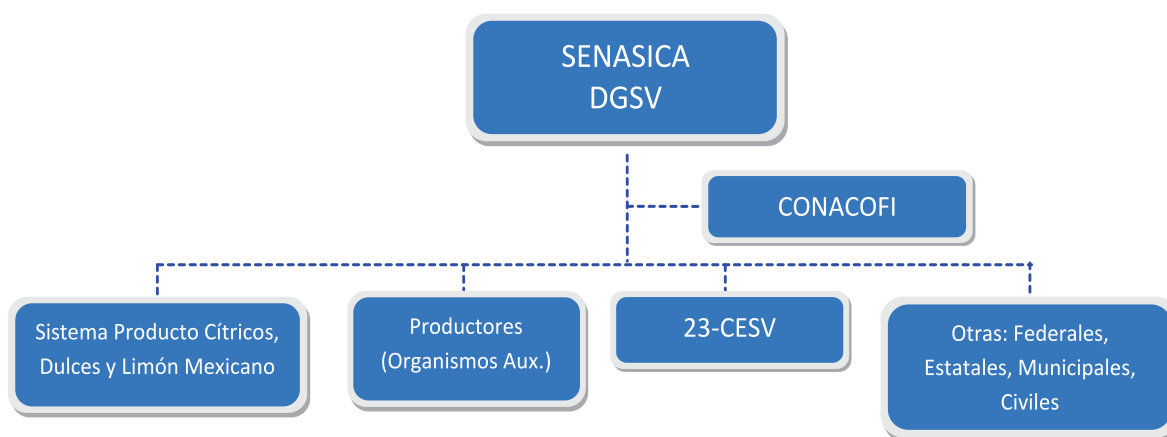 SENASICA
DGSV
CONACOFI
Sistema Producto Cítricos,
Dulces y Limón Mexicano
Productores
(Organismos Aux.)
23-CESV
Otras: Federales,
Estatales, Municipales,
Civiles